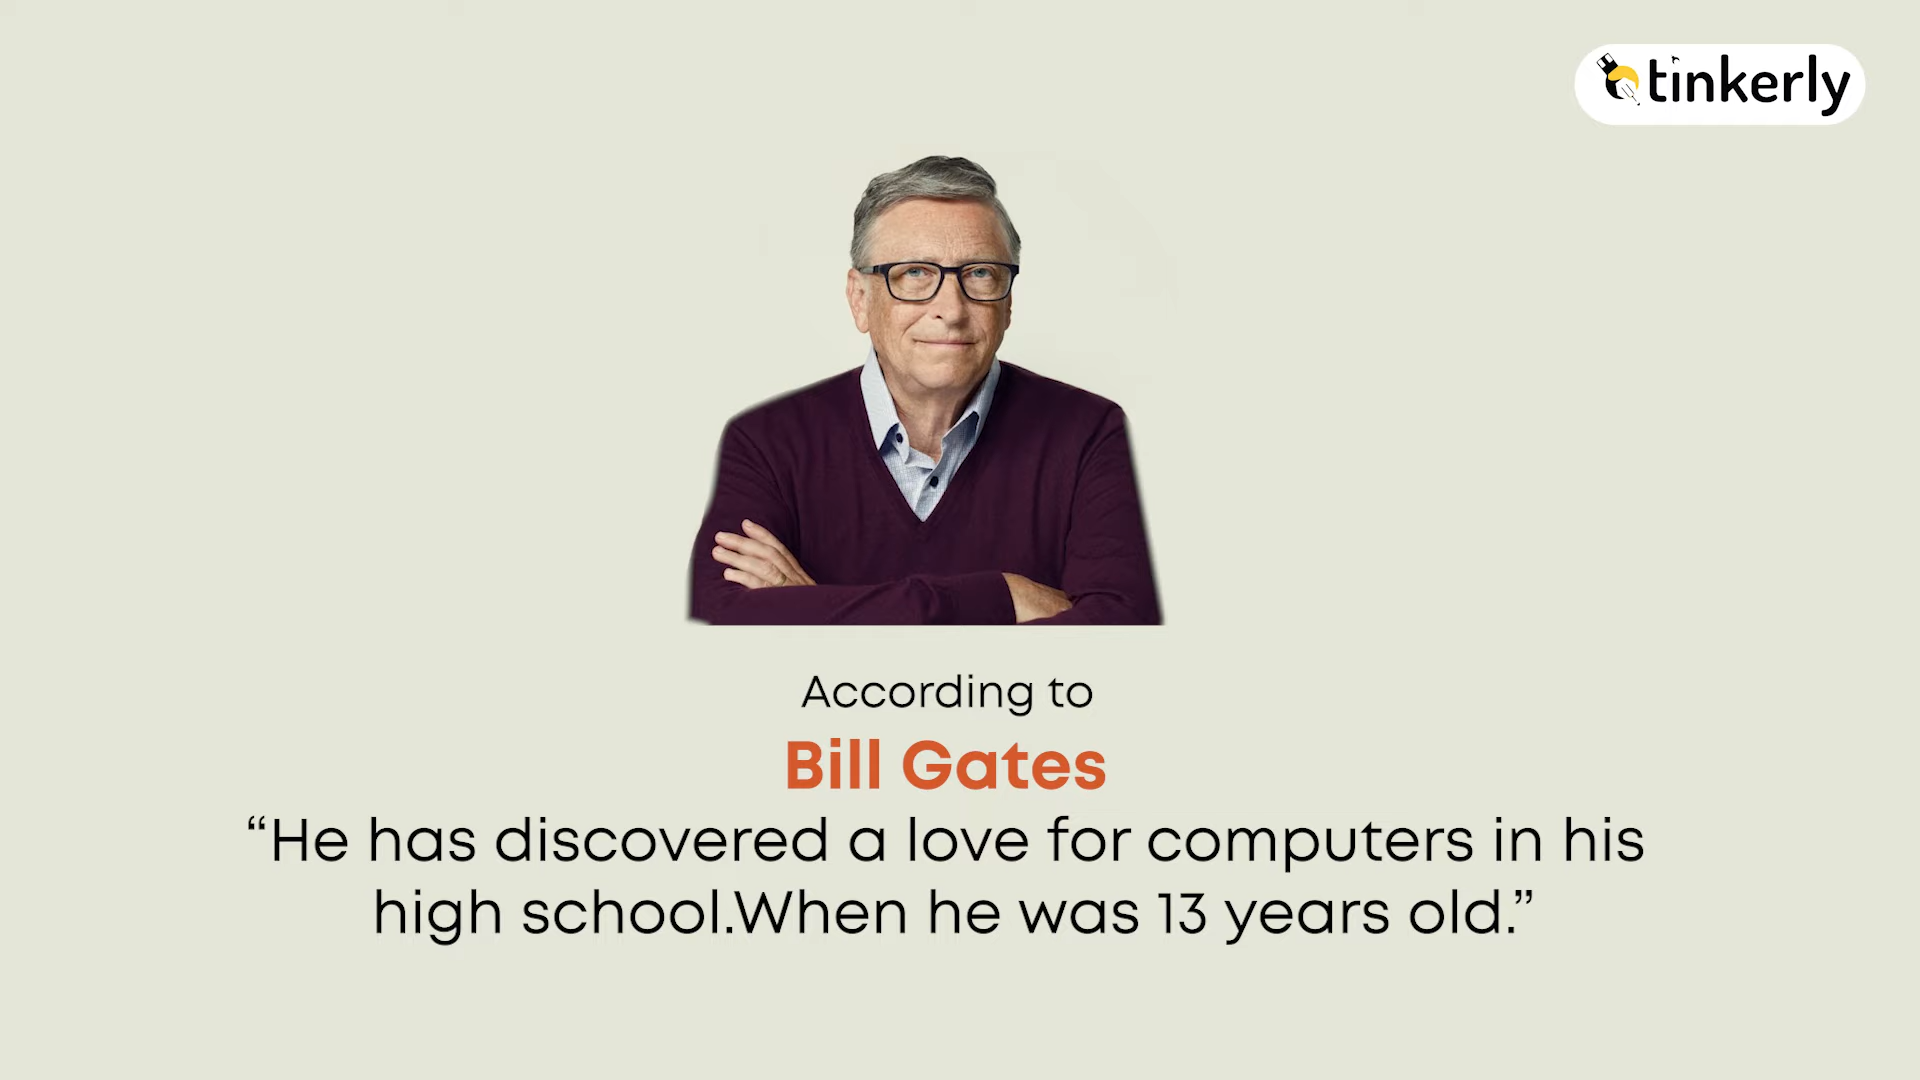 tinkerly
According to
Bill Gates
“He has discovered a love for computers in his
high school.When he was 13 years old.”